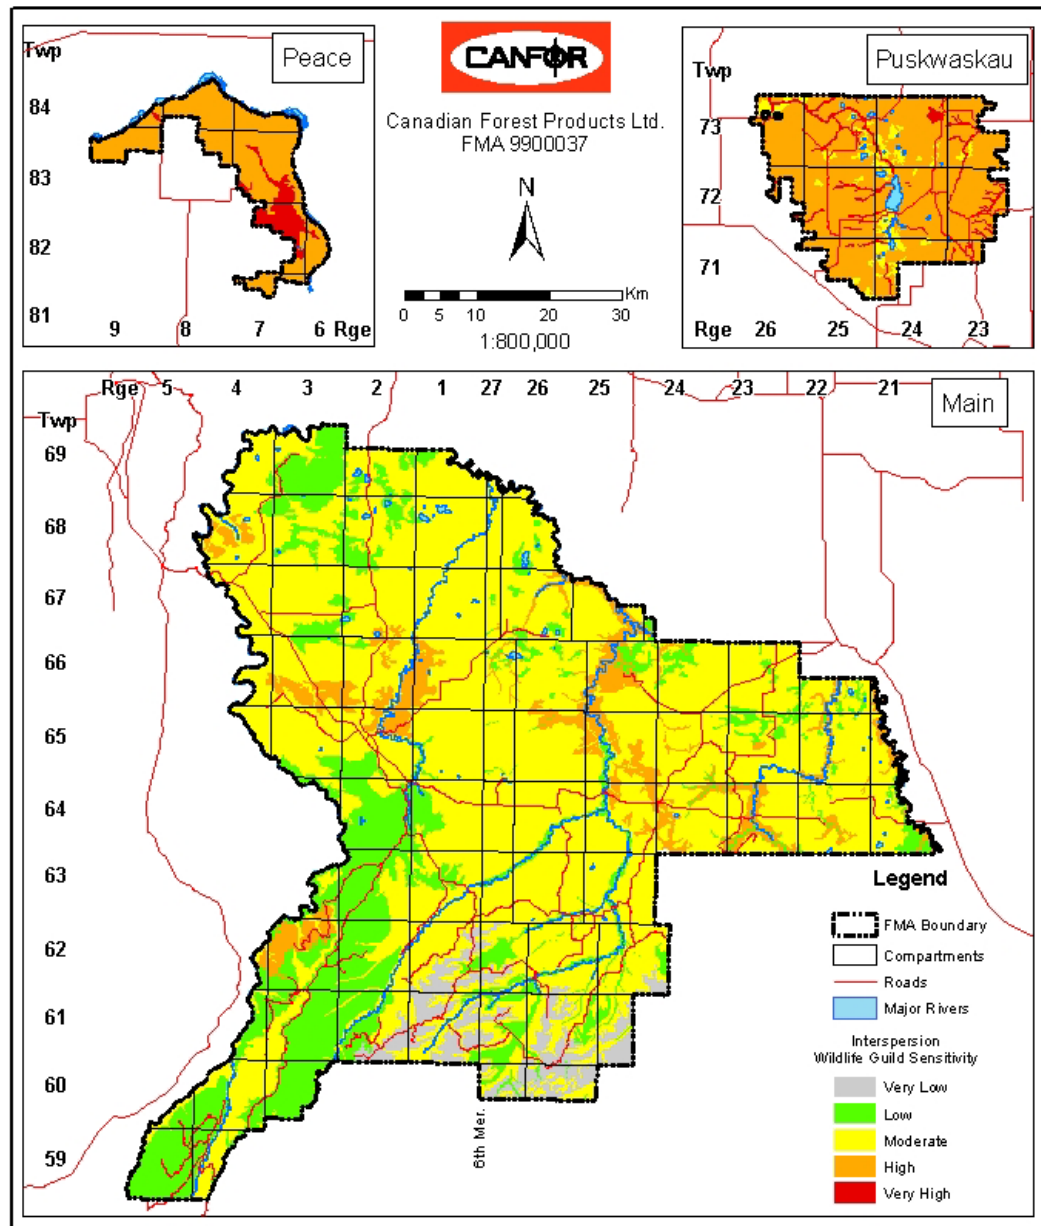 Twp
Peace
84
83
82
81
9 8 7 6 Rge
CANFOR
Canadian Forest Products Ltd.
FMA 9900037
N
Km
0 5 10 20 30
1:800,000
Puskwaskau
Twp
73
72
71
Rge 26 25 24 23
Rge 5 4 3 2 1 27 26 25 24 23 22 21
Main
Twp
69
68
67
66
65
64
63
62
61
60
59
6th Mer.
Legend
FMA Boundary
Compartments
Roads
Major Rivers
Interspersion
Wildlife Guild Sensitivity
Very Low
Low
Moderate
High
Very High